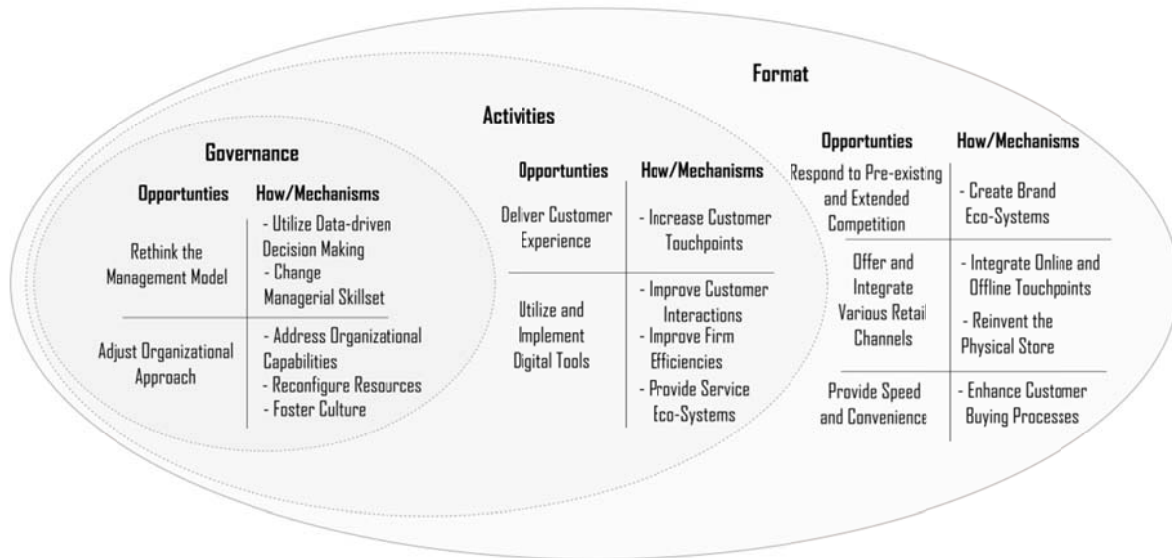 Format
Opportunties
How/Mechanisms
Respond to Pre-existing
and Extended
Competition
- Create Brand
Eco-Systems
Offer and
Integrate
Various Retail
Channels
- Integrate Online and
Offline Touchpoints
- Reinvent the
Physical Store
Provide Speed
and Convenience
- Enhance Customer
Buying Processes
Activities
Opportunties
How/Mechanisms
Deliver Customer
Experience
- Increase Customer
Touchpoints
Utilize and
Implement
Digital Tools
- Improve Customer
Interactions
- Improve Firm
Efficiencies
- Provide Service
Eco-Systems
Governance
Opportunties
How/Mechanisms
Rethink the
Management Model
- Utilize Data-driven
Decision Making
- Change
Managerial Skillset
Adjust Organizational
Approach
- Address Organizational
Capabilities
- Reconfigure Resources
- Foster Culture